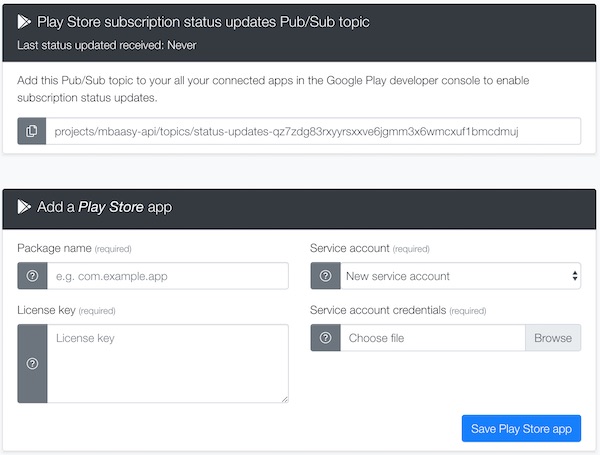 Play Store subscription status updates Pub/Sub topic
Last status updated received: Never
Add this Pub/Sub topic to your all your connected apps in the Google Play developer console to enable
subscription status updates.
projects/mbaasy-api/topics/status-updates-qz7zdg83rxyyrsxxve6jgmm3x6wmcxuf1bmcdmuj
Add a Play Store app
Package name (required)
e.g. com.example.app
Service account (required)
New service account
License key (required)
License key
Service account credentials (required)
Choose file
Browse
Save Play Store app